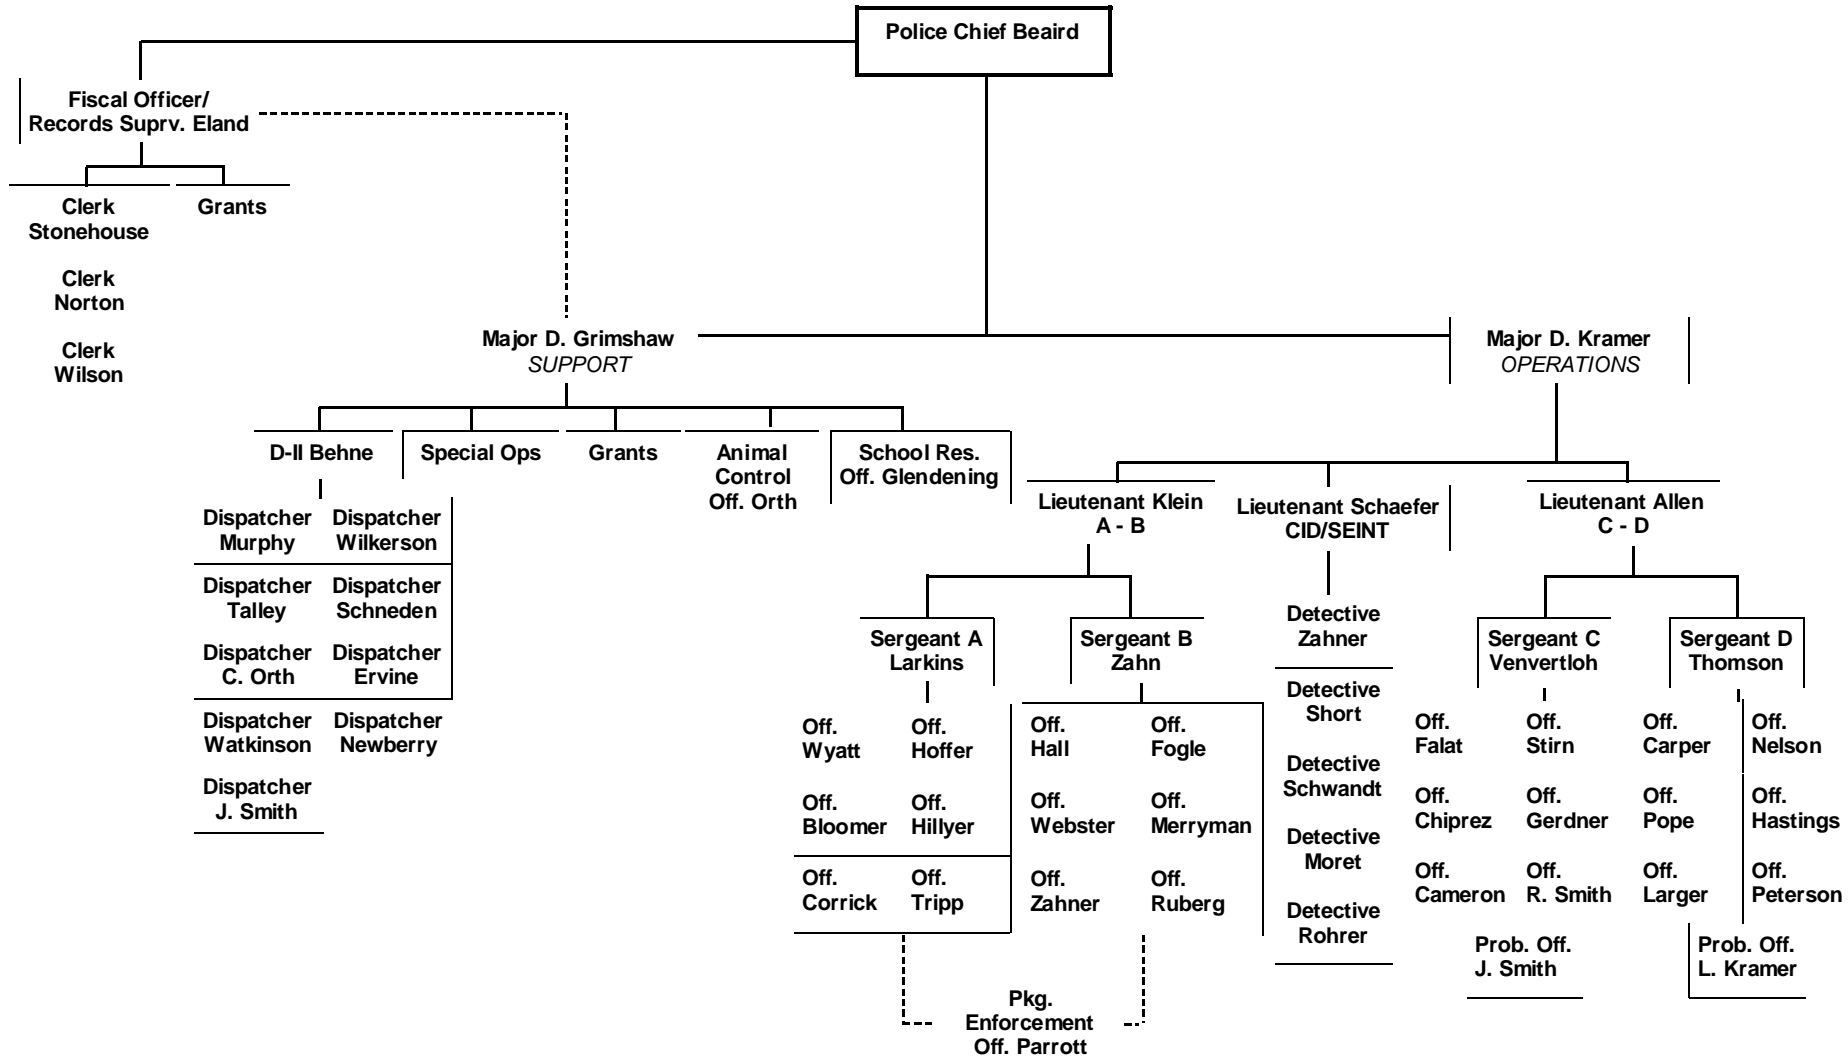 Police Chief Beaird
Fiscal Officer/
Records Suprv. Eland
Clerk
Stonehouse
Grants
Clerk
Norton
Clerk
Wilson
Major D. Grimshaw
SUPPORT
Major D. Kramer
OPERATIONS
D-II Behne
Special Ops
Grants
Animal
Control
Off. Orth
School Res.
Off. Glendening
Dispatcher
Murphy
Dispatcher
Wilkerson
Dispatcher
Talley
Dispatcher
Schneden
Dispatcher
C. Orth
Dispatcher
Ervine
Dispatcher
Watkinson
Dispatcher
Newberry
Dispatcher
J. Smith
Lieutenant Klein
A - B
Lieutenant Schaefer
CID/SEINT
Lieutenant Allen
C - D
Sergeant A
Larkins
Sergeant B
Zahn
Off.
Wyatt
Off.
Hoffer
Off.
Bloomer
Off.
Hillyer
Off.
Corrick
Off.
Tripp
Off.
Hall
Off.
Fogle
Off.
Webster
Off.
Merryman
Off.
Zahner
Off.
Ruberg
Pkg.
Enforcement
Off. Parrott
Detective
Zahner
Detective
Short
Detective
Schwandt
Detective
Moret
Detective
Rohrer
Sergeant C
Venvertloh
Sergeant D
Thomson
Off.
Falat
Off.
Stirn
Off.
Chiprez
Off.
Gerdner
Off.
Cameron
Off.
R. Smith
Prob. Off.
J. Smith
Off.
Carper
Off.
Nelson
Off.
Pope
Off.
Hastings
Off.
Larger
Off.
Peterson
Prob. Off.
L. Kramer